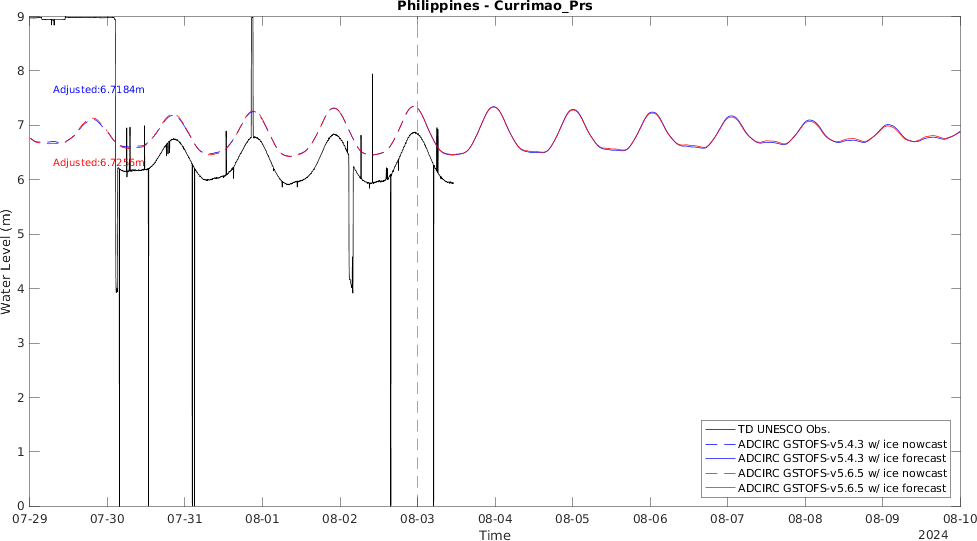 Philippines - Currimao_Prs
9
8
7
6
5
4
3
2
1
0
Water Level (m)
Adjusted:6.7184m
Adjusted:6.7256m
TD UNESCO Obs.
ADCIRC GSTOFS-v5.4.3 w/ ice nowcast
ADCIRC GSTOFS-v5.4.3 w/ ice forecast
ADCIRC GSTOFS-v5.6.5 w/ ice nowcast
ADCIRC GSTOFS-v5.6.5 w/ ice forecast
07-29 07-30 07-31 08-01 08-02 08-03 08-04 08-05 08-06 08-07 08-08 08-09 08-10
Time
2024